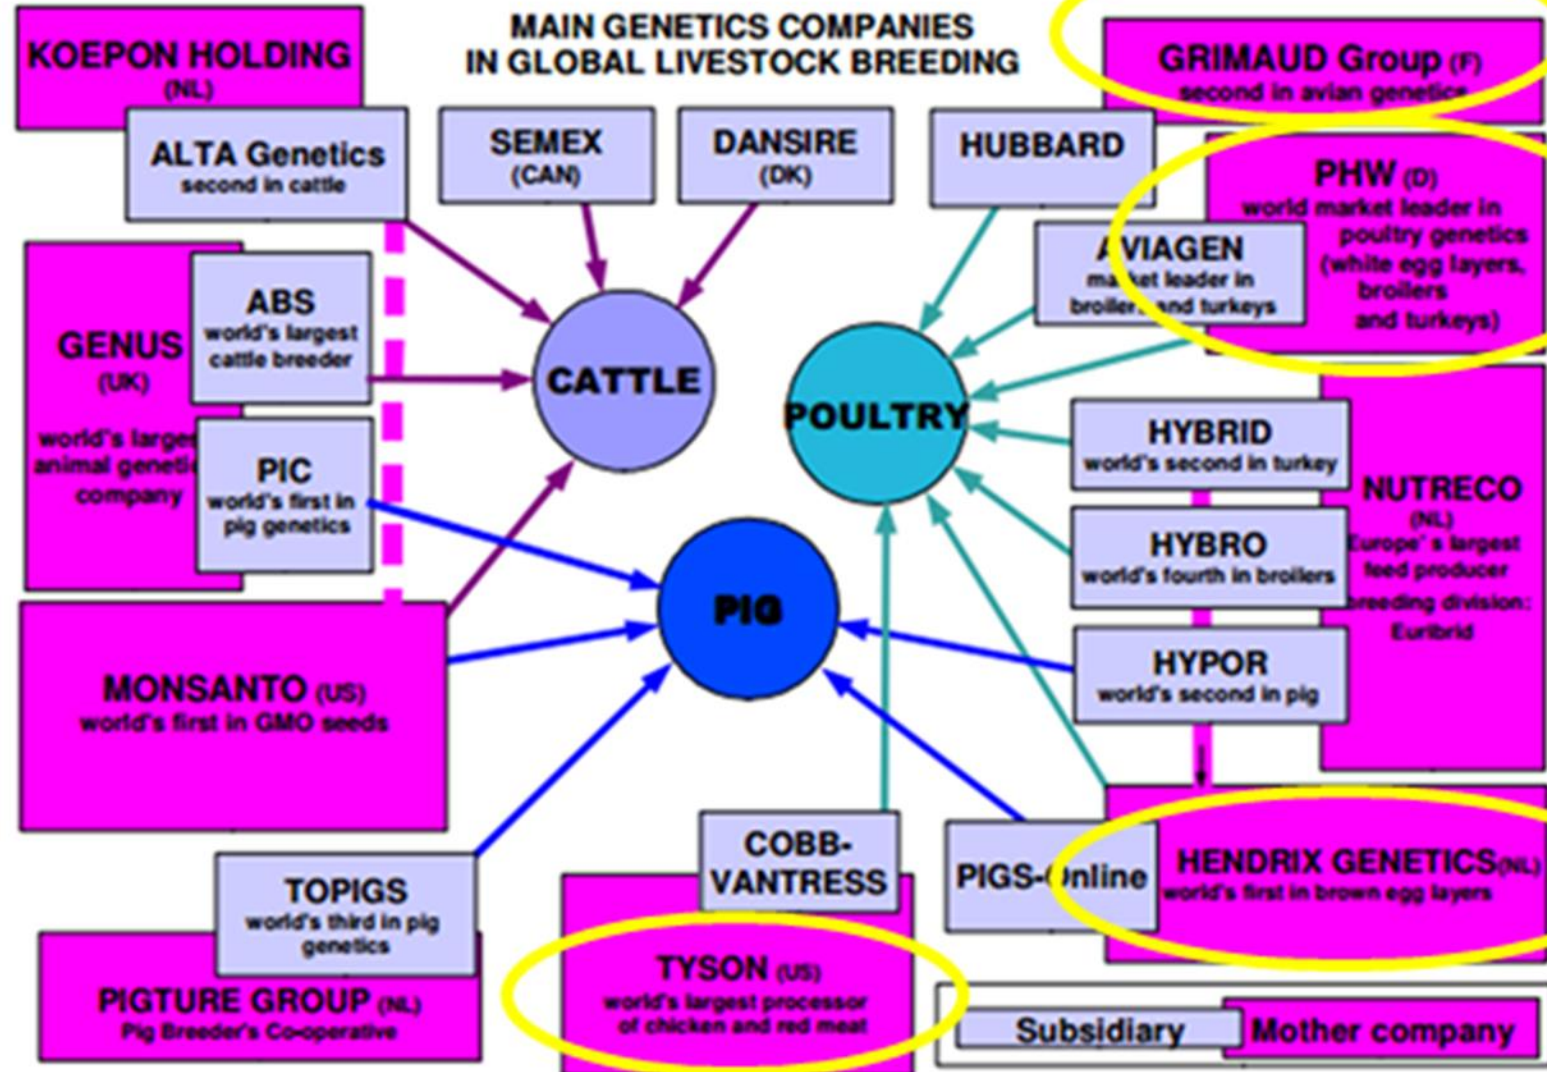 MAIN GENETICS COMPANIES
IN GLOBAL LIVESTOCK BREEDING
KOEPON HOLDING
(NL)
ALTA Genetics
second in cattle
SEMEX
(CAN)
DANSIRE
(DK)
HUBBARD
GRIMAUD Group (F)
second in avian genetics
PHW (D)
world market leader in
poultry genetics
(white egg layers,
broilers
and turkeys)
AVIAGEN
market leader in
broilers and turkeys
GENUS
(UK)
world's larges
animal geneti
company
ABS
world's largest
cattle breeder
PIC
world's first in
pig genetics
CATTLE
POULTRY
PIG
HYBRID
world's second in turkey
HYBRO
world's fourth in broilers
HYPOR
world's second in pig
NUTRECO
(NL)
Europe's largest
feed producer
breeding division:
Euribrid
MONSANTO (US)
world's first in GMO seeds
TOPIGS
world's third in pig
genetics
PIGTURE GROUP (NL)
Pig Breeder's Co-operative
COBB-
VANTRESS
TYSON (US)
world's largest processor
of chicken and red meat
PIGS-Online
HENDRIX GENETICS(NL)
world's first in brown egg layers
Subsidiary
Mother company